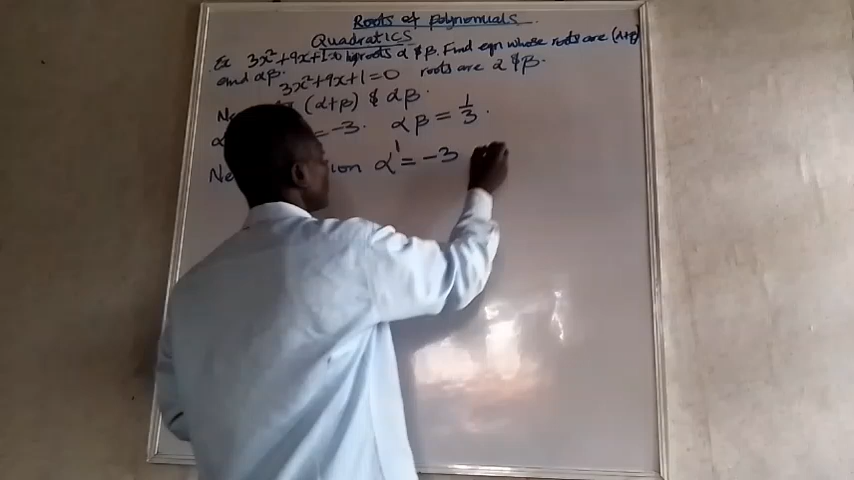 Roots of polynomials.
QUADRATICS
Ex 3x²+9x+1=0 has roots α & β. Find eqn whose roots are (α+β)
and αβ.
3x²+9x+1=0 roots are α & β.
(α+β) & αβ.
= -3. αβ = 1/3.
α' = -3